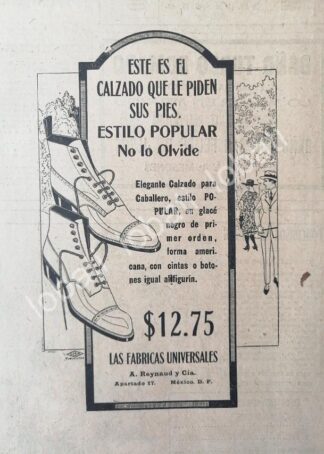 ESTE ES EL
CALZADO QUE LE PIDEN
SUS PIES.
ESTILO POPULAR
No lo Olvide
Elegante Calzado para
Caballero, estilo PO-
PULAR, en glacé
negro de pri-
mer orden,
forma ameri-
cana, con cintas o boto-
nes igual al figurín.
$12.75
LAS FABRICAS UNIVERSALES
A. Reynaud y Cía.
Apartado 27. México, D. F.